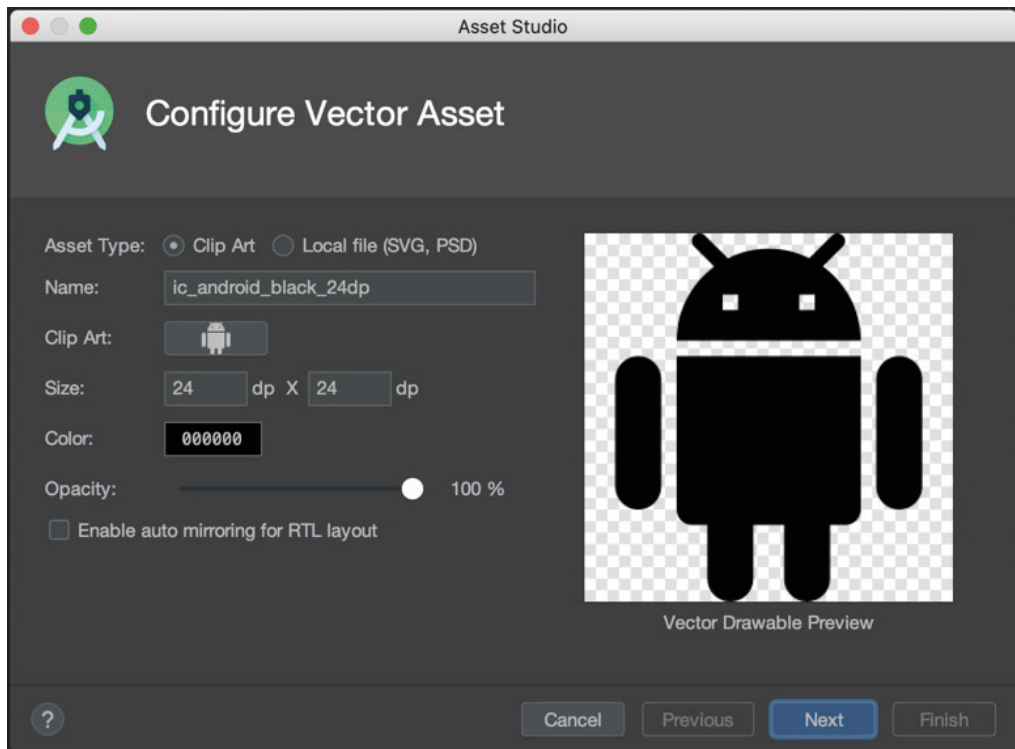 Asset Studio
Configure Vector Asset
Asset Type: Clip Art Local file (SVG, PSD)
Name: ic_android_black_24dp
Clip Art:
Size: 24 dp X 24 dp
Color: 000000
Opacity: 100 %
Enable auto mirroring for RTL layout
Vector Drawable Preview
? Cancel Previous Next Finish